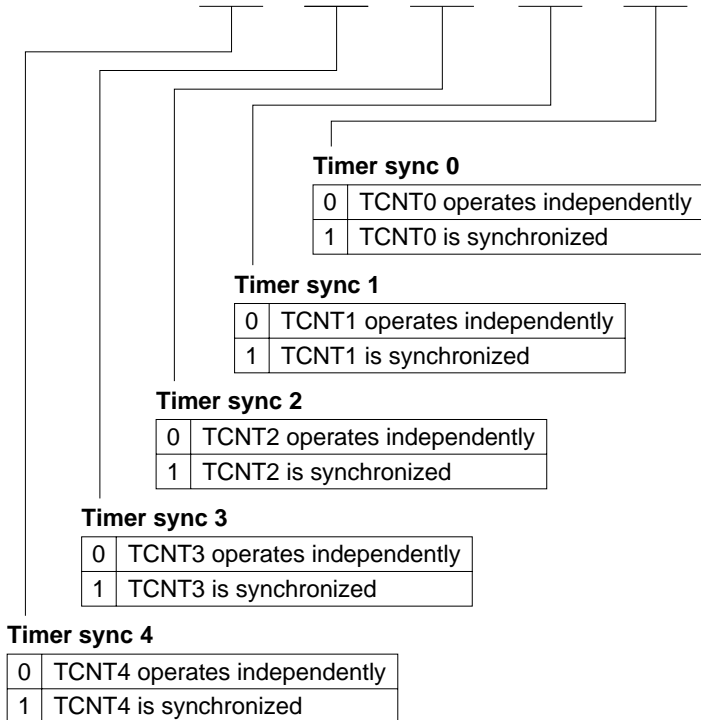 Timer sync 0
0 TCNT0 operates independently
1 TCNT0 is synchronized
Timer sync 1
0 TCNT1 operates independently
1 TCNT1 is synchronized
Timer sync 2
0 TCNT2 operates independently
1 TCNT2 is synchronized
Timer sync 3
0 TCNT3 operates independently
1 TCNT3 is synchronized
Timer sync 4
0 TCNT4 operates independently
1 TCNT4 is synchronized